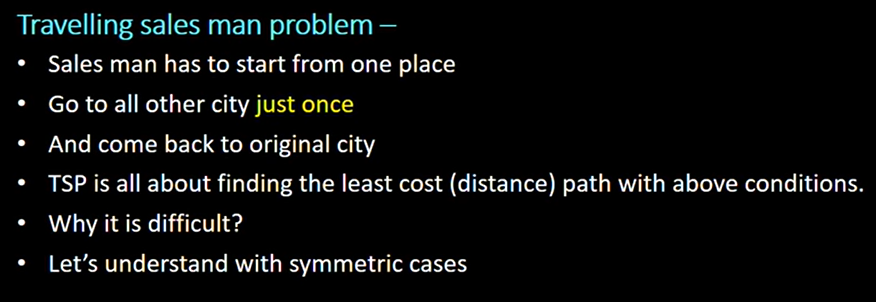 Travelling sales man problem –
• Sales man has to start from one place
• Go to all other city just once
• And come back to original city
• TSP is all about finding the least cost (distance) path with above conditions.
• Why it is difficult?
• Let's understand with symmetric cases